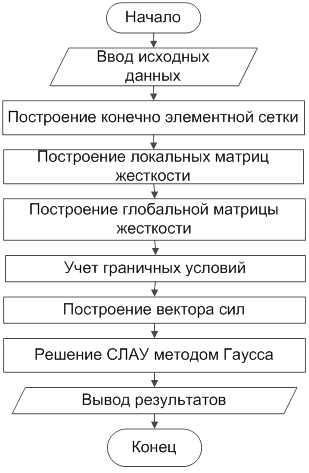 Начало
Ввод исходных
данных
Построение конечно элементной сетки
Построение локальных матриц
жесткости
Построение глобальной матрицы
жесткости
Учет граничных условий
Построение вектора сил
Решение СЛАУ методом Гаусса
Вывод результатов
Конец